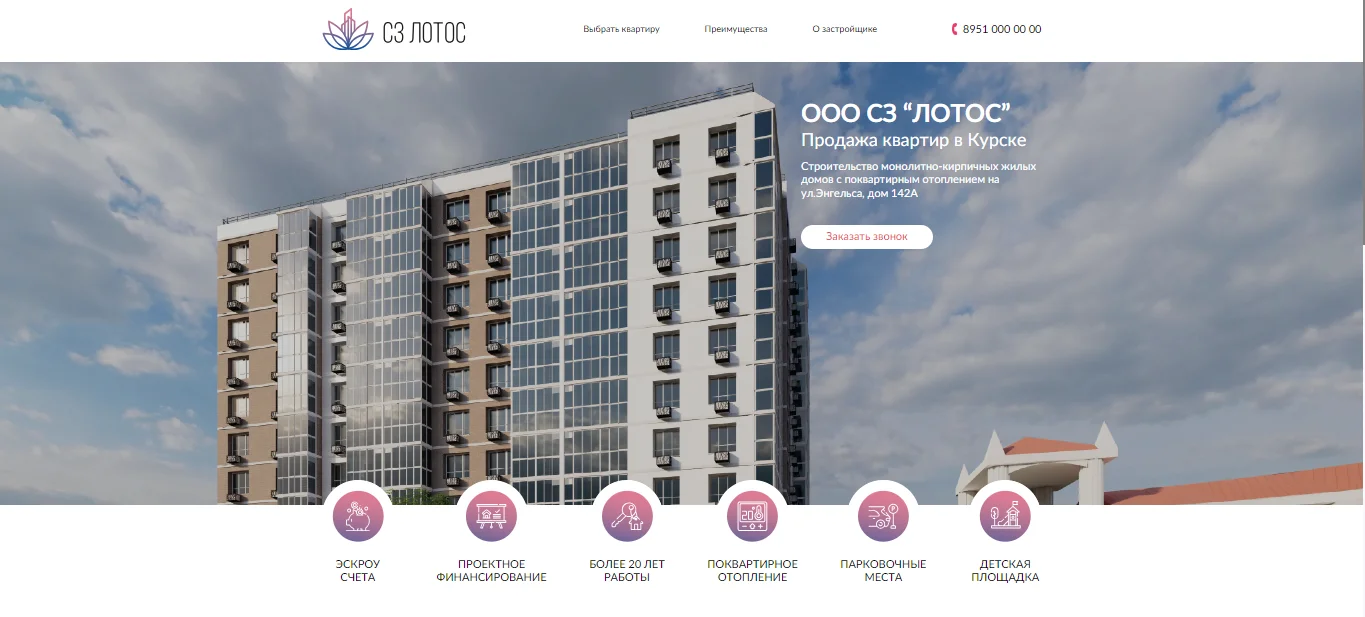 СЗ ЛОТОС
Выбрать квартиру
Преимущества
О застройщике
8951 000 00 00
ООО СЗ “ЛОТОС”
Продажа квартир в Курске
Строительство монолитно-кирпичных жилых
домов с поквартирным отоплением на
ул.Энгельса, дом 142А
Заказать звонок
20
P
ЭСКРОУ
СЧЕТА
ПРОЕКТНОЕ
ФИНАНСИРОВАНИЕ
БОЛЕЕ 20 ЛЕТ
РАБОТЫ
ПОКВАРТИРНОЕ
ОТОПЛЕНИЕ
ПАРКОВОЧНЫЕ
МЕСТА
ДЕТСКАЯ
ПЛОЩАДКА